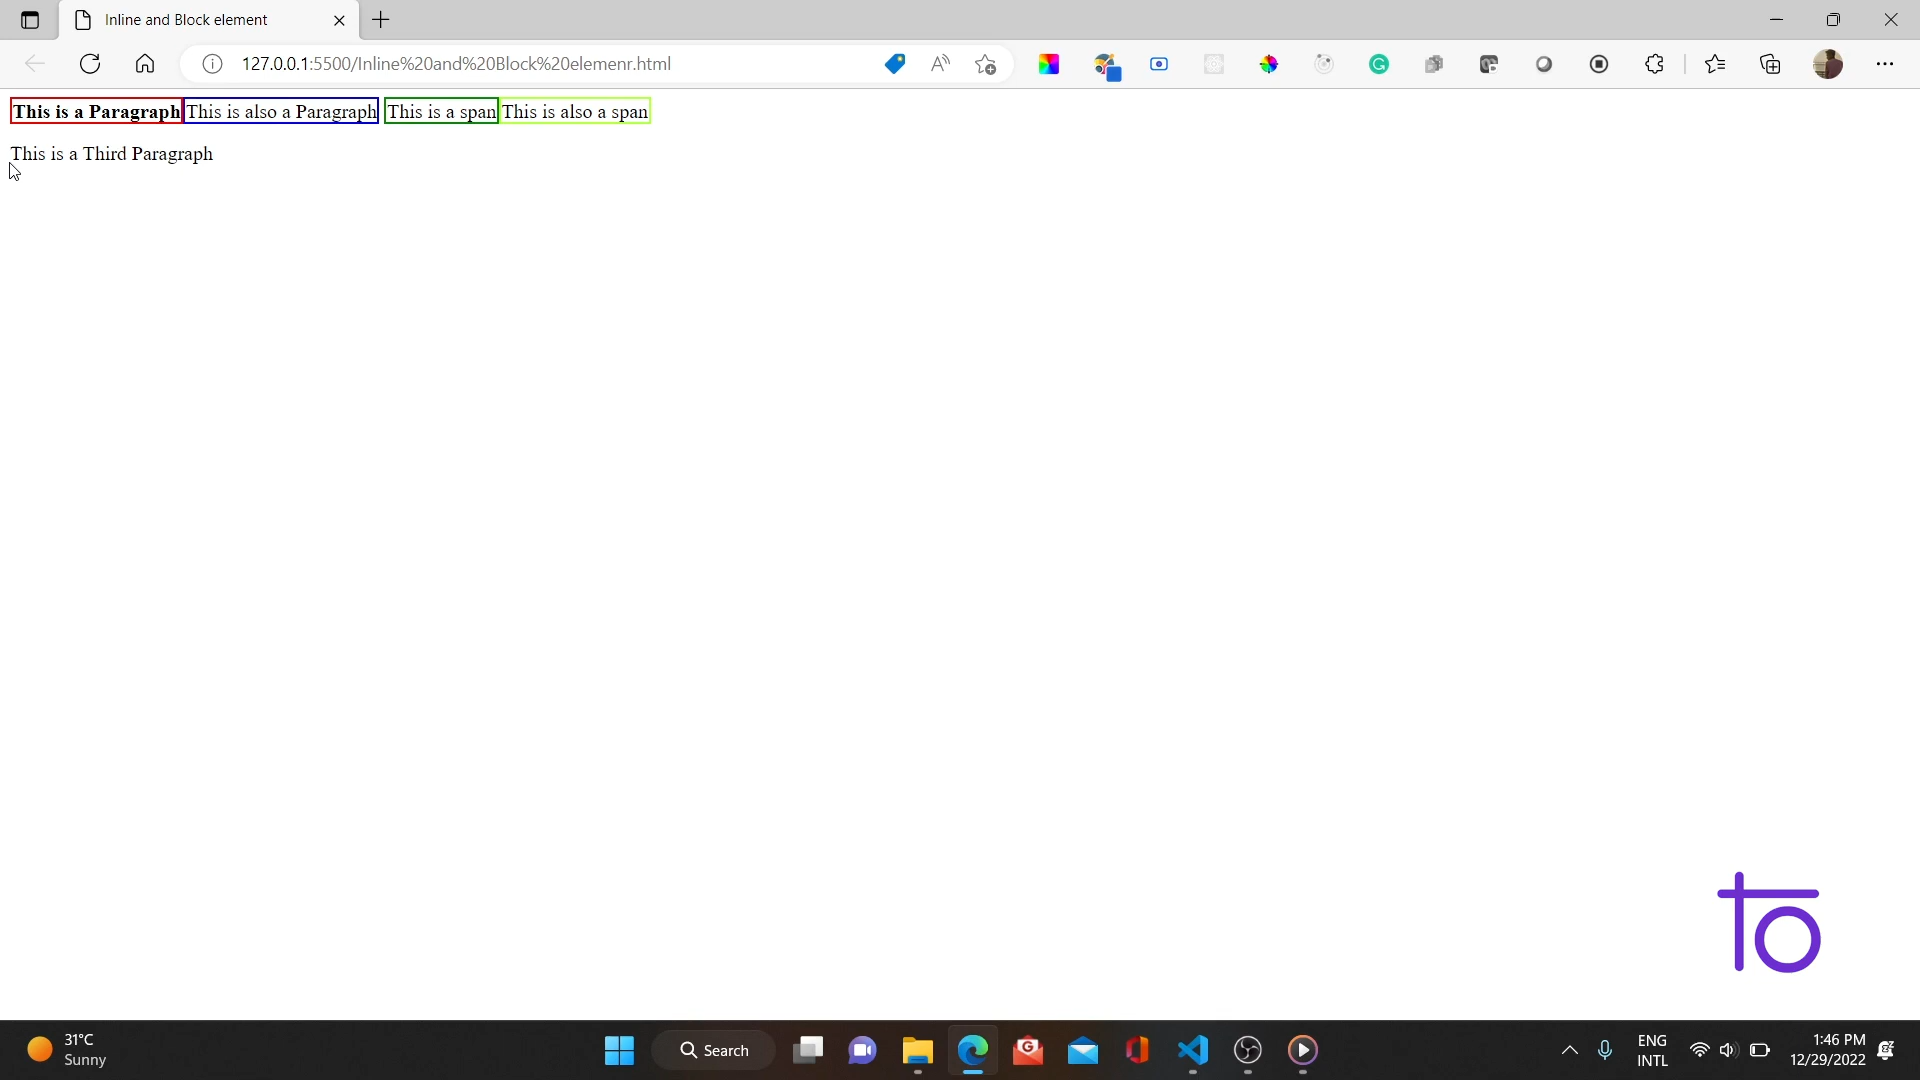 Inline and Block element
127.0.0.1:5500/Inline%20and%20Block%20elemenr.html
This is a Paragraph This is also a Paragraph This is a span This is also a span
This is a Third Paragraph
to
31°C
Sunny
Search
ENG
INTL
1:46 PM
12/29/2022